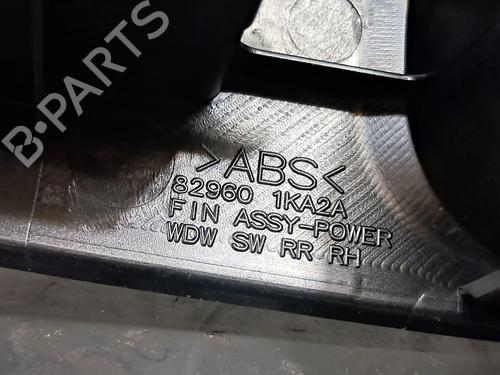 B-PARTS
>ABS<
82960 1KA2A
FIN ASSY-POWER
WDW SW RR RH